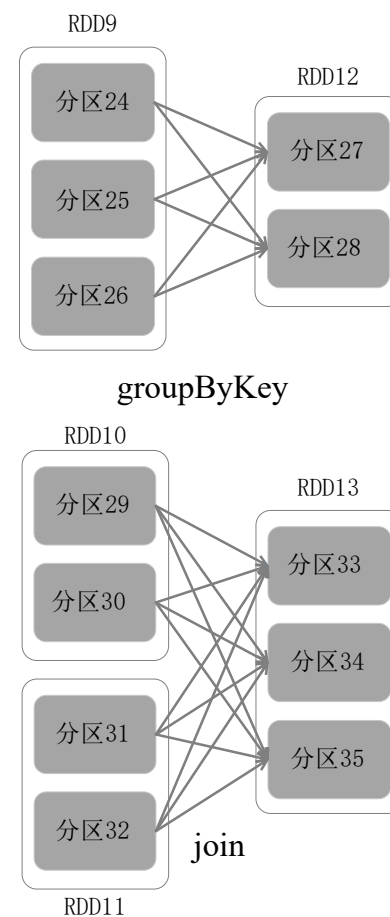 RDD9
分区24
分区25
分区26
RDD12
分区27
分区28
groupByKey
RDD10
分区29
分区30
分区31
分区32
RDD11
RDD13
分区33
分区34
分区35
join